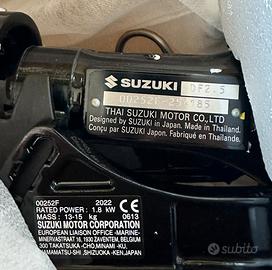 SUZUKI DF2.5
THAI SUZUKI MOTOR CO.,LTD
Designed by SUZUKI in Japan. Made in Thailand.
Conçu par SUZUKI au Japon. Fabriqué en Thaïlande.
00252F 2022
RATED POWER : 1.8 kW
MASS : 13-15 kg 0613
SUZUKI MOTOR CORPORATION
EUROPEAN LIAISON OFFICE -MARINE-
MINERVASTRAAT 16, 1930 ZAVENTEM, BELGIUM
300 TAKATSUKA-CHO, MINAMI-KU,
HAMAMATSU-SHI, SHIZUOKA-KEN, JAPAN
subito